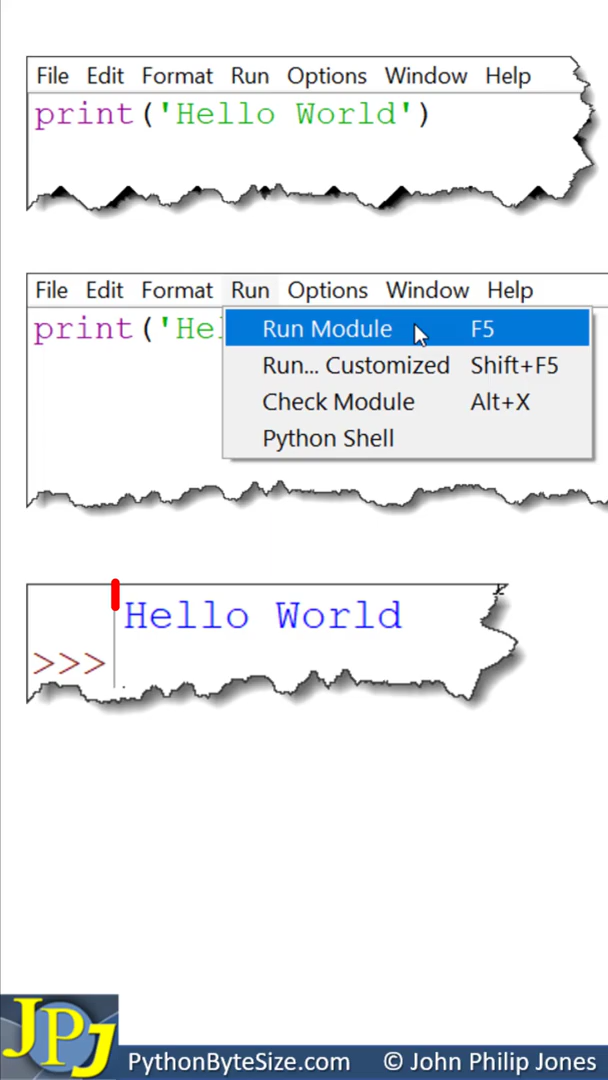 File Edit Format Run Options Window Help
print('Hello World')
File Edit Format Run Options Window Help
print('He
Run Module F5
Run... Customized Shift+F5
Check Module Alt+X
Python Shell
Hello World
>>>
JPJ
PythonByteSize.com © John Philip Jones